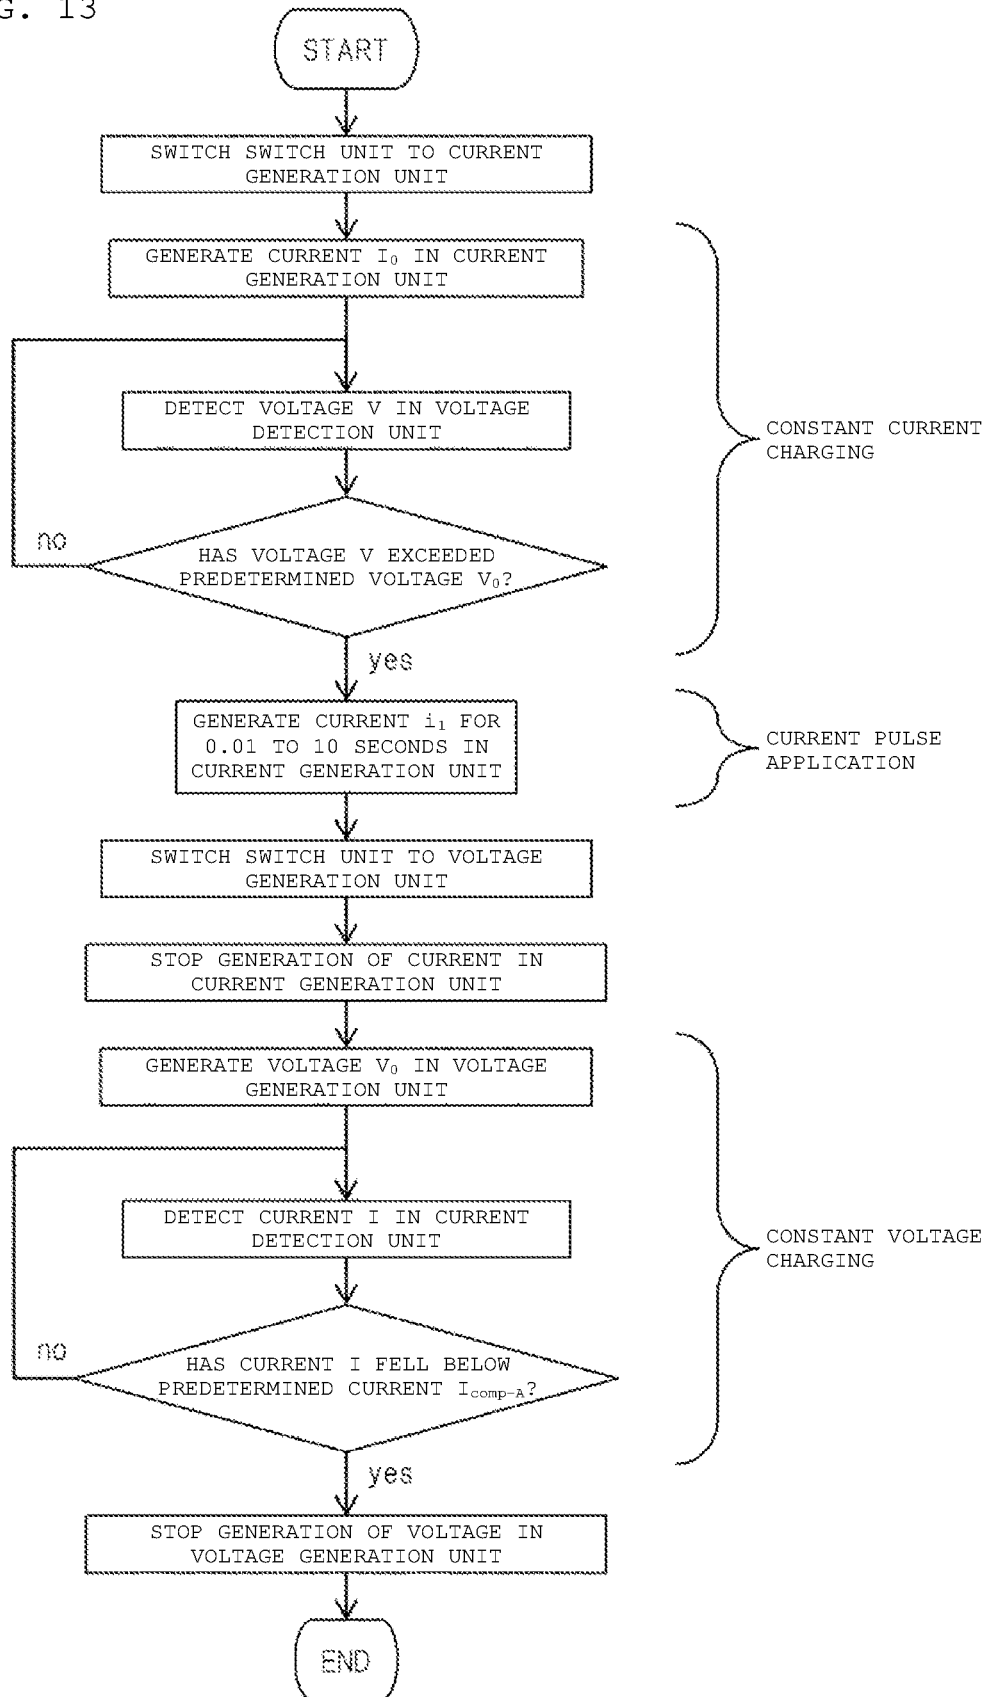 G. 13
START
SWITCH SWITCH UNIT TO CURRENT
GENERATION UNIT
GENERATE CURRENT I₀ IN CURRENT
GENERATION UNIT
DETECT VOLTAGE V IN VOLTAGE
DETECTION UNIT
CONSTANT CURRENT
CHARGING
no
HAS VOLTAGE V EXCEEDED
PREDETERMINED VOLTAGE V₀?
yes
GENERATE CURRENT i₁ FOR
0.01 TO 10 SECONDS IN
CURRENT GENERATION UNIT
CURRENT PULSE
APPLICATION
SWITCH SWITCH UNIT TO VOLTAGE
GENERATION UNIT
STOP GENERATION OF CURRENT IN
CURRENT GENERATION UNIT
GENERATE VOLTAGE V₀ IN VOLTAGE
GENERATION UNIT
DETECT CURRENT I IN CURRENT
DETECTION UNIT
CONSTANT VOLTAGE
CHARGING
no
HAS CURRENT I FELL BELOW
PREDETERMINED CURRENT Icomp-A?
yes
STOP GENERATION OF VOLTAGE IN
VOLTAGE GENERATION UNIT
END